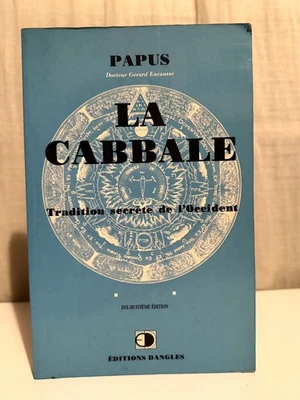 PAPUS
Docteur Gérard Encausse
LA
CABBALE
Tradition secrète de l'Occident
DIX-HUITIÈME ÉDITION
ÉDITIONS DANGLES